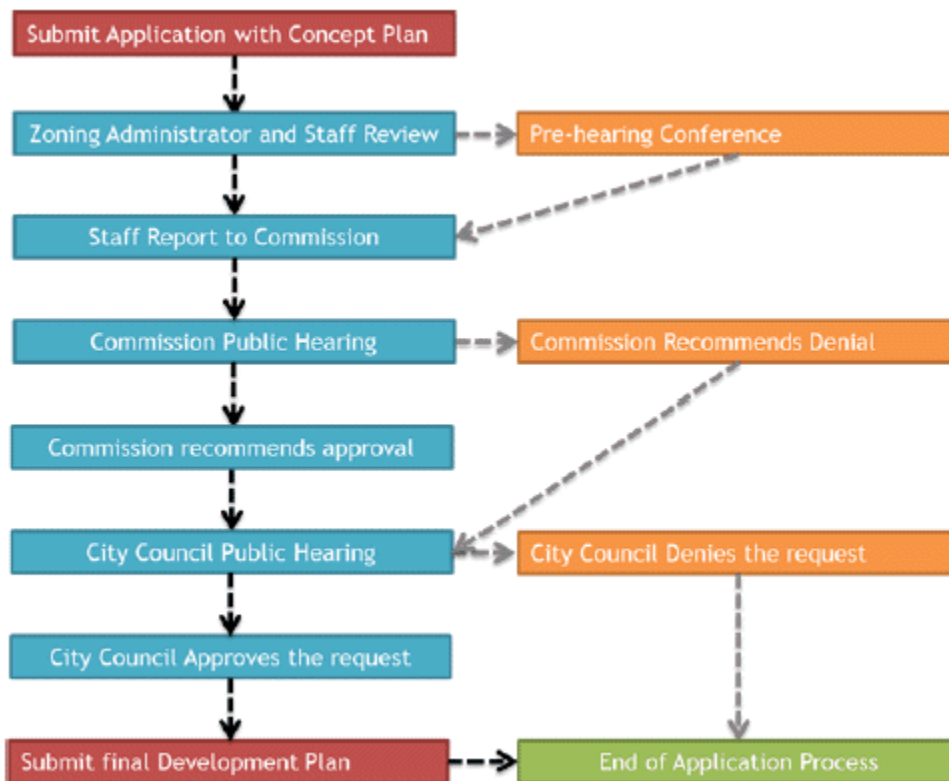 Submit Application with Concept Plan
Zoning Administrator and Staff Review
Pre-hearing Conference
Staff Report to Commission
Commission Public Hearing
Commission Recommends Denial
Commission recommends approval
City Council Public Hearing
City Council Denies the request
City Council Approves the request
Submit final Development Plan
End of Application Process